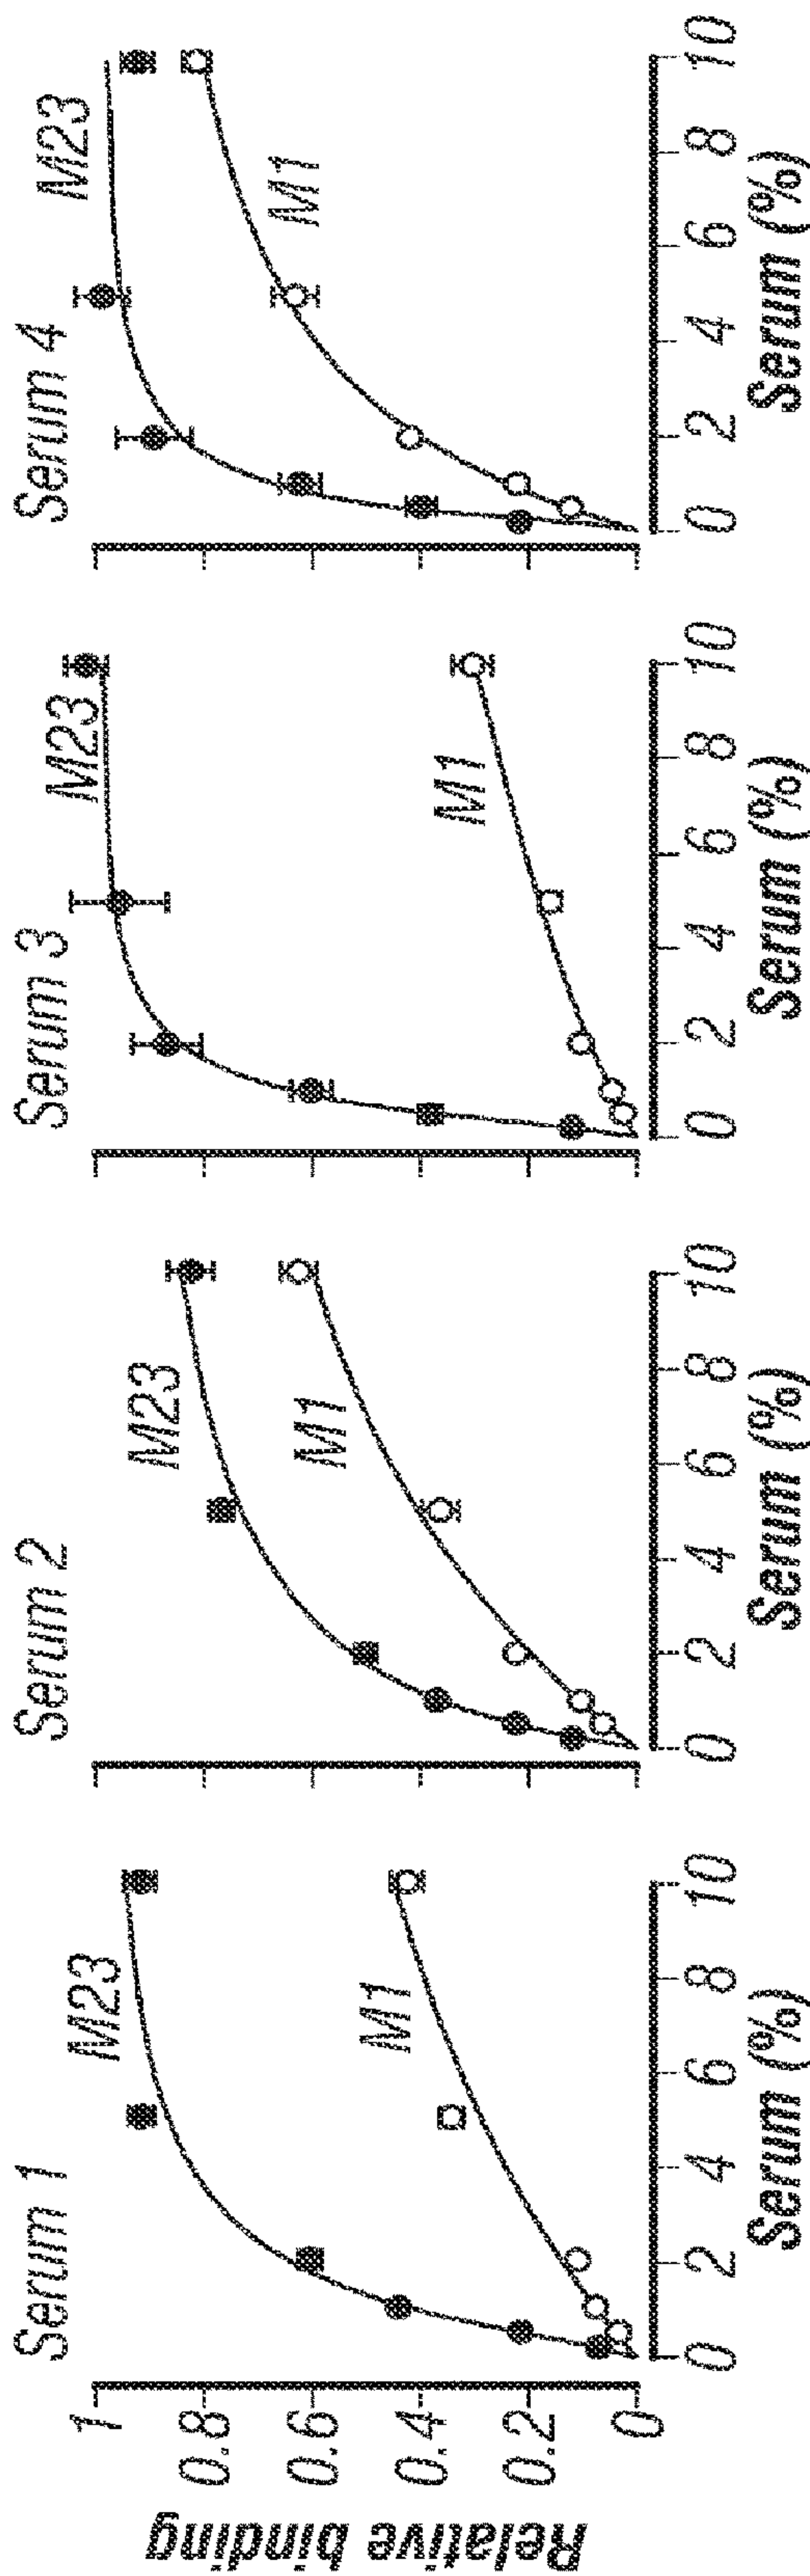 Relative binding
1
0.8
0.6
0.4
0.2
0
Serum 1
M23
M1
0 2 4 6 8 10
Serum (%)
Serum 2
M23
M1
0 2 4 6 8 10
Serum (%)
Serum 3
M23
M1
0 2 4 6 8 10
Serum (%)
Serum 4
M23
M1
0 2 4 6 8 10
Serum (%)